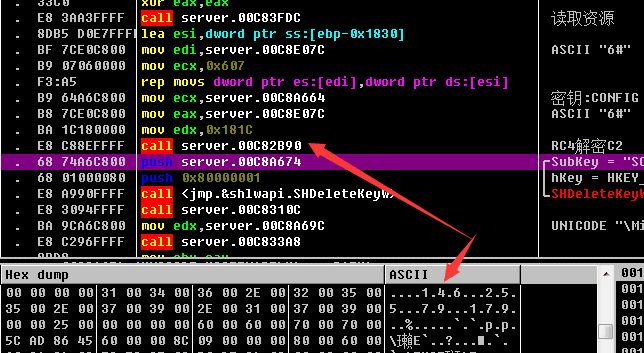 . 33C0 xor eax,eax
. E8 3AA3FFFF call server.00C83FDC 读取资源
. 8DB5 D0E7FFFF lea esi,dword ptr ss:[ebp-0x1830]
. BF 7CE0C800 mov edi,server.00C8E07C ASCII "6#"
. B9 07060000 mov ecx,0x607
. F3:A5 rep movs dword ptr es:[edi],dword ptr ds:[esi]
. B9 64A6C800 mov ecx,server.00C8A664 密钥:CONFIG
. B8 7CE0C800 mov eax,server.00C8E07C ASCII "6#"
. BA 1C180000 mov edx,0x181C
. E8 C88EFFFF call server.00C82B90 RC4解密C2
. 68 74A6C800 push server.00C8A674 SubKey = "SO
. 68 01000080 push 0x80000001 hKey = HKEY_
. E8 A990FFFF call <jmp.&shlwapi.SHDeleteKeyW> SHDeleteKeyW
. E8 3094FFFF call server.00C8310C
. BA 9CA6C800 mov edx,server.00C8A69C UNICODE "\Mi
. E8 C296FFFF call server.00C833A8
mov ebx,eax
Hex dump ASCII
00 00 00 00 31 00 34 00 36 00 2E 00 32 00 35 00 ....1.4.6...2.5.
35 00 2E 00 37 00 39 00 2E 00 31 00 37 00 39 00 5...7.9...1.7.9.
00 00 25 00 00 00 00 00 60 00 60 00 70 00 70 00 ..%.....`.`.p.p.
5C AD 86 45 60 00 00 8C 09 00 00 00 80 00 60 00
001
001
001
001
001